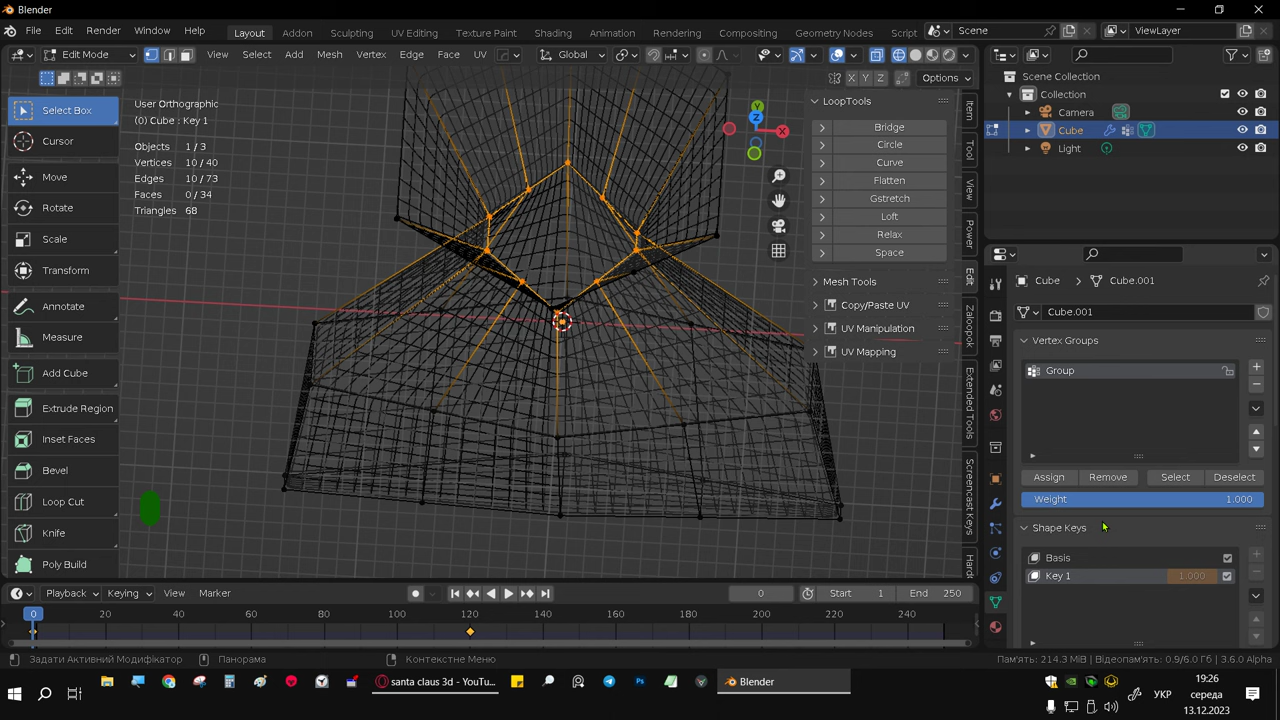 Blender
File Edit Render Window Help Layout Addon Sculpting UV Editing Texture Paint Shading Animation Rendering Compositing Geometry Nodes Script Scene ViewLayer
Edit Mode View Select Add Mesh Vertex Edge Face UV Global
X Y Z Options
Select Box
Cursor
Move
Rotate
Scale
Transform
Annotate
Measure
Add Cube
Extrude Region
Inset Faces
Bevel
Loop Cut
Knife
Poly Build
User Orthographic
(0) Cube : Key 1
Objects 1/3
Vertices 10/40
Edges 10/73
Faces 0/34
Triangles 68
Y
Z
X
LoopTools
Bridge
Circle
Curve
Flatten
Gstretch
Loft
Relax
Space
Mesh Tools
Copy/Paste UV
UV Manipulation
UV Mapping
Item
Tool
View
Power
Edit
Zaloopok
Extended Tools
Screencast Keys
Scene Collection
Collection
Camera
Cube
Light
Cube Cube.001
Cube.001
Vertex Groups
Group
Assign Remove Select Deselect
Weight 1.000
Shape Keys
Basis
Key 1 1.000
Playback Keying View Marker 0 Start 1 End 250
0 20 40 60 80 100 120 140 160 180 200 220 240
Задати Активний Модифікатор Панорама Контекстне Меню Пам'ять: 214.3 MiB | Відеопам'ять: 0.9/6.0 Гб | 3.6.0 Альфа
santa claus 3d - YouTu... Ps Blender УКР
19:26
середа
13.12.2023